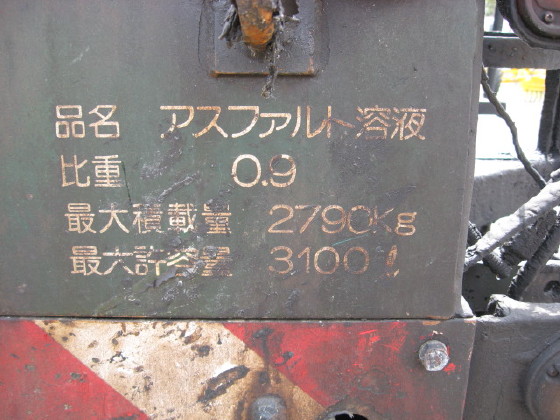 品名 アスファルト溶液
比重 0.9
最大積載量 2790Kg
最大許容量 3100ℓ